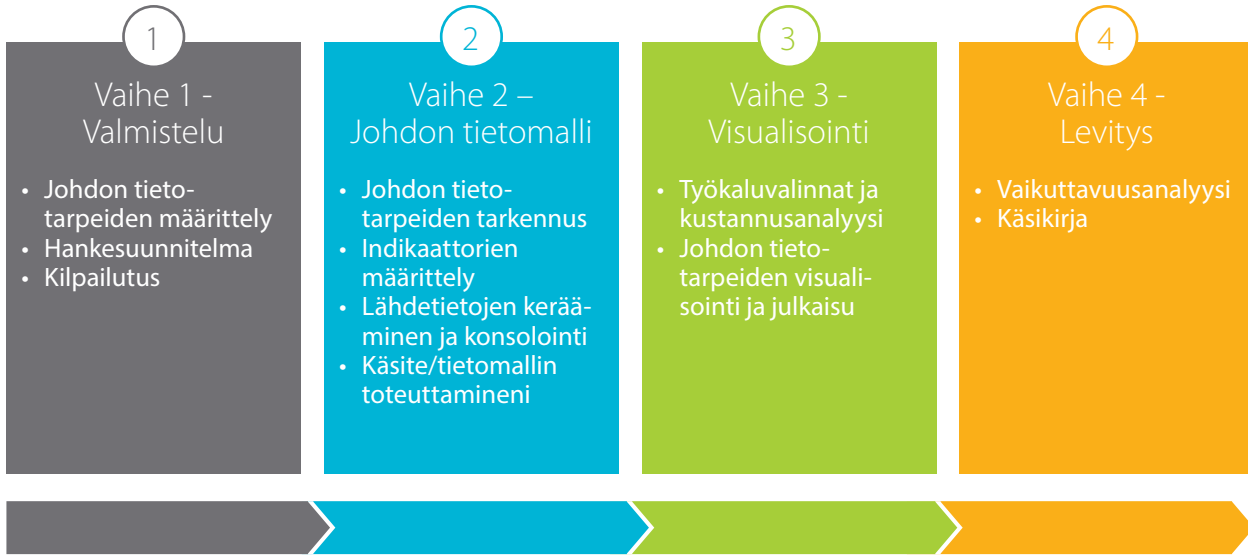 1
Vaihe 1 -
Valmistelu
• Johdon tieto-
tarpeiden määrittely
• Hankesuunnitelma
• Kilpailutus
2
Vaihe 2 –
Johdon tietomalli
• Johdon tieto-
tarpeiden tarkennus
• Indikaattorien
määrittely
• Lähdetietojen kerää-
minen ja konsolointi
• Käsite/tietomallin
toteuttamineni
3
Vaihe 3 -
Visualisointi
• Työkaluvalinnat ja
kustannusanalyysi
• Johdon tieto-
tarpeiden visuali-
sointi ja julkaisu
4
Vaihe 4 -
Levitys
• Vaikuttavuusanalyysi
• Käsikirja